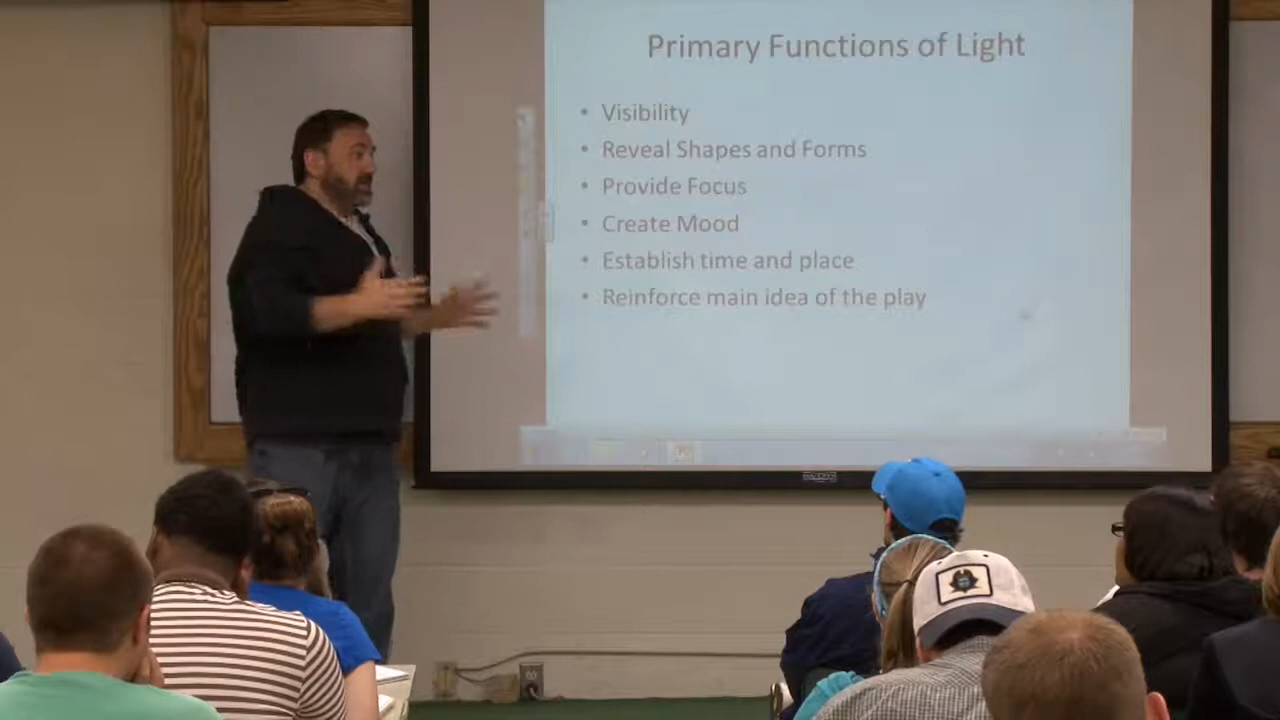 Primary Functions of Light
• Visibility
• Reveal Shapes and Forms
• Provide Focus
• Create Mood
• Establish time and place
• Reinforce main idea of the play